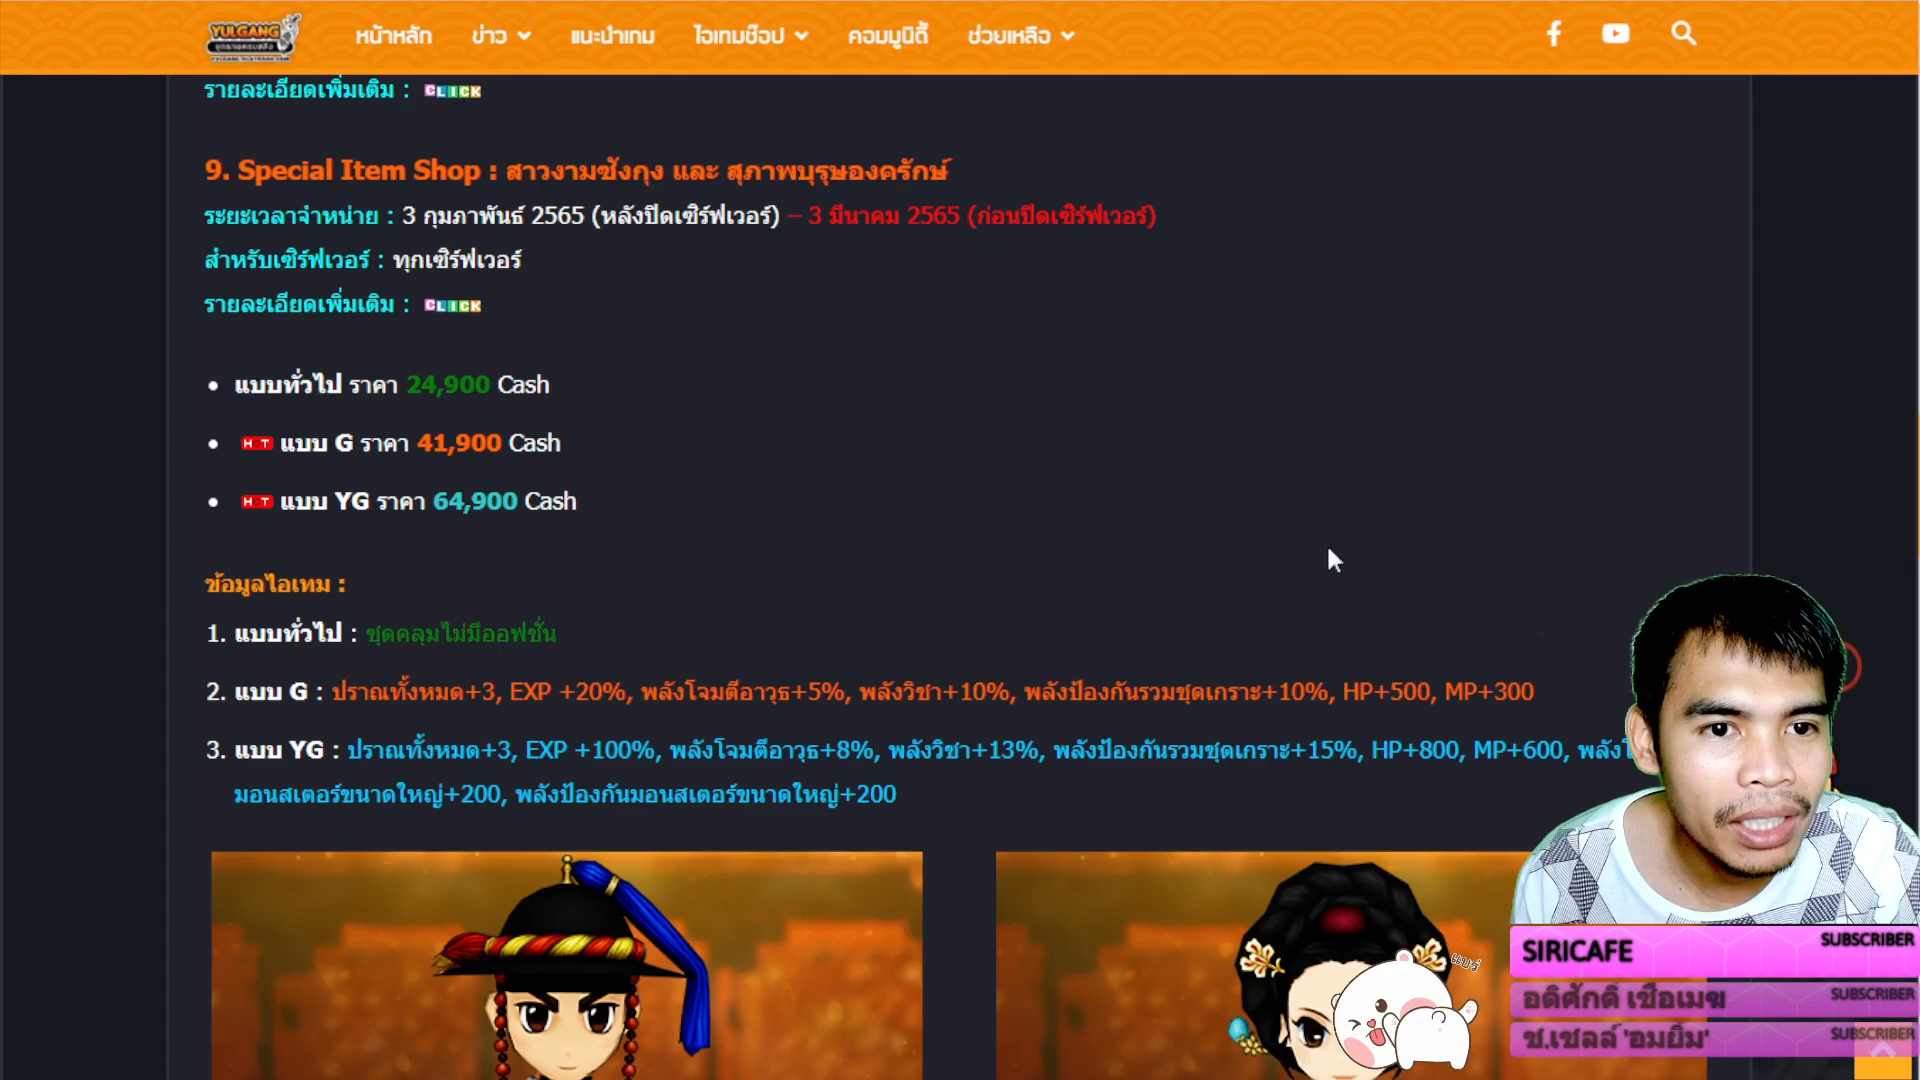 YULGANG
หน้าหลัก ข่าว แนะนำเกม ไอเทมช็อป คอมมูนิตี้ ช่วยเหลือ
รายละเอียดเพิ่มเติม : CLICK
9. Special Item Shop : สาวงามซังกุง และ สุภาพบุรุษองครักษ์
ระยะเวลาจำหน่าย : 3 กุมภาพันธ์ 2565 (หลังปิดเซิร์ฟเวอร์) – 3 มีนาคม 2565 (ก่อนปิดเซิร์ฟเวอร์)
สำหรับเซิร์ฟเวอร์ : ทุกเซิร์ฟเวอร์
รายละเอียดเพิ่มเติม : CLICK
• แบบทั่วไป ราคา 24,900 Cash
• HOT แบบ G ราคา 41,900 Cash
• HOT แบบ YG ราคา 64,900 Cash
ข้อมูลไอเทม :
1. แบบทั่วไป : ชุดคลุมไม่มีออฟชั่น
2. แบบ G : ปราณทั้งหมด+3, EXP +20%, พลังโจมตีอาวุธ+5%, พลังวิชา+10%, พลังป้องกันรวมชุดเกราะ+10%, HP+500, MP+300
3. แบบ YG : ปราณทั้งหมด+3, EXP +100%, พลังโจมตีอาวุธ+8%, พลังวิชา+13%, พลังป้องกันรวมชุดเกราะ+15%, HP+800, MP+600, พลัง
มอนสเตอร์ขนาดใหญ่+200, พลังป้องกันมอนสเตอร์ขนาดใหญ่+200
แบร่
SIRICAFE SUBSCRIBER
อดิศักดิ์ เชื้อเมฆ SUBSCRIBER
ช.เชลล์ 'อมยิ้ม' SUBSCRIBER